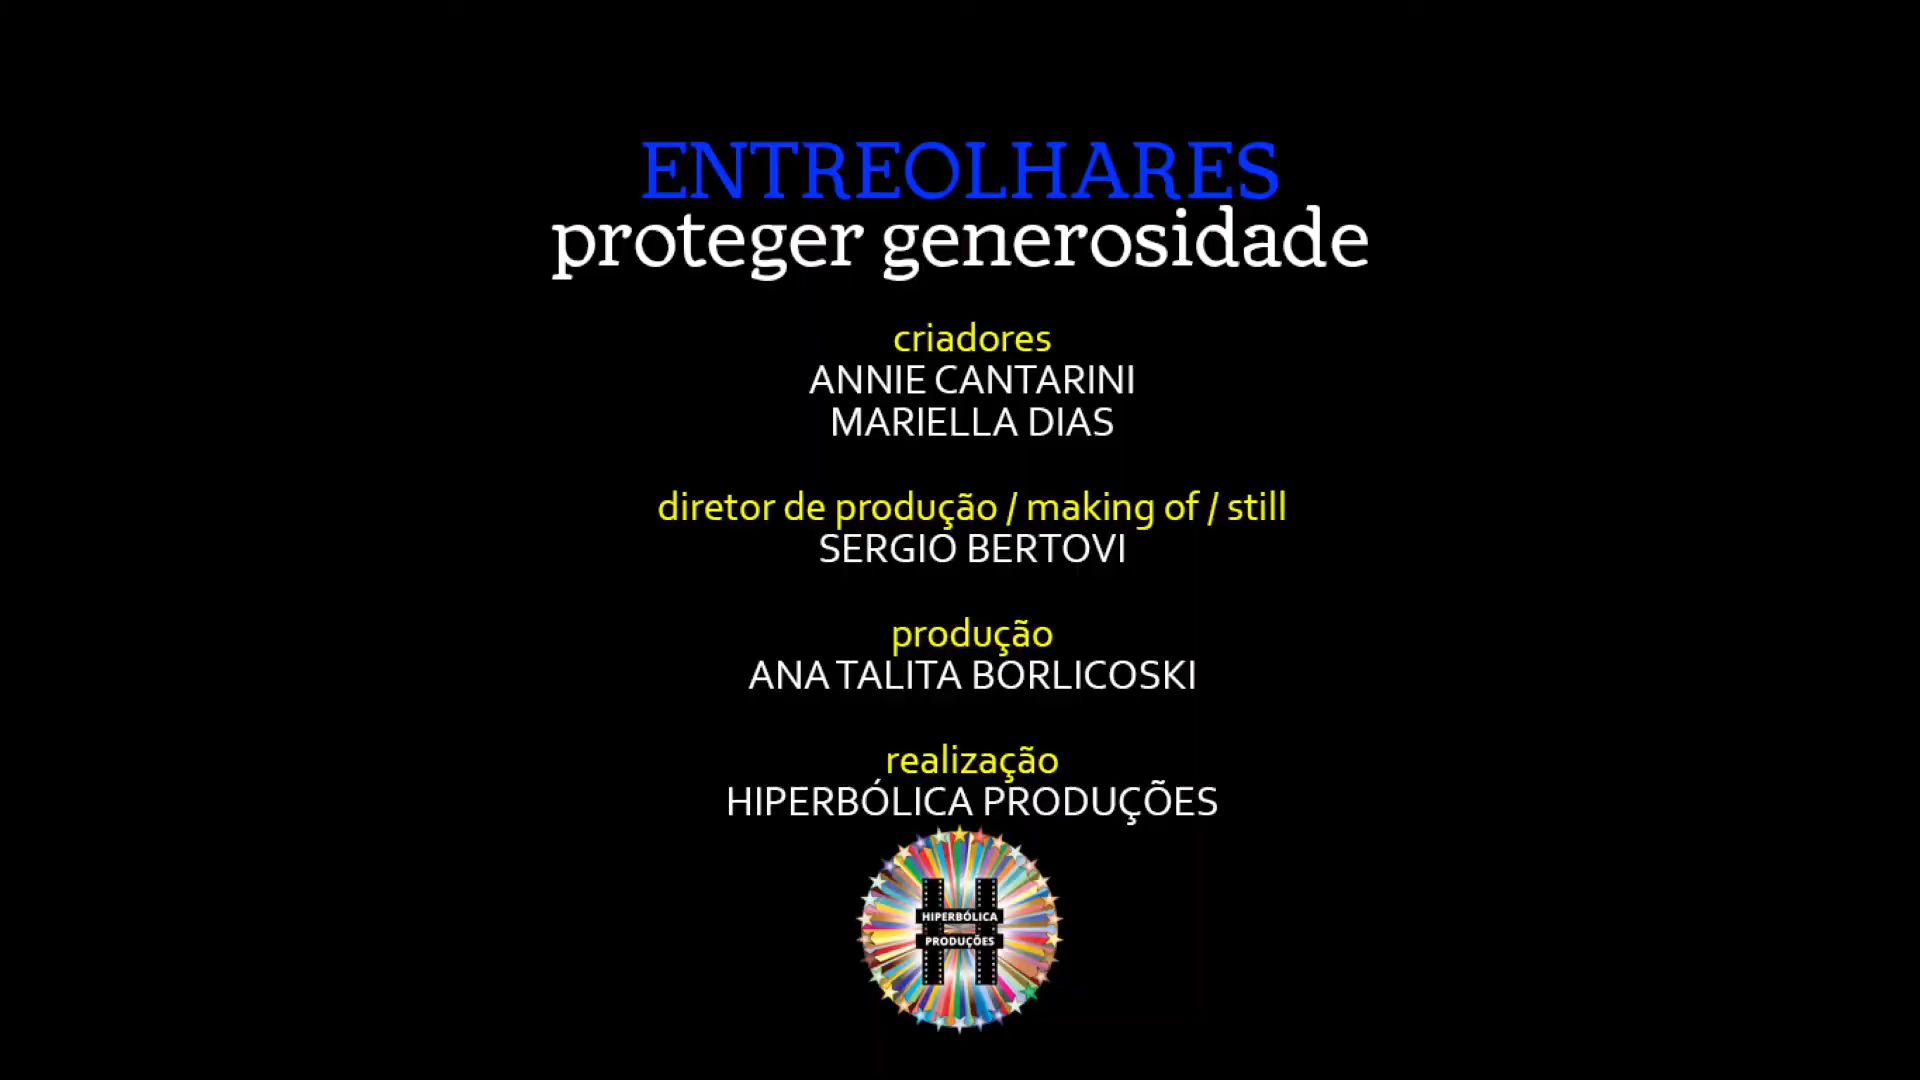 ENTREOLHARES
proteger generosidade
criadores
ANNIE CANTARINI
MARIELLA DIAS
diretor de produção / making of / still
SERGIO BERTOVI
produção
ANA TALITA BORLICOSKI
realização
HIPERBÓLICA PRODUÇÕES
HIPERBÓLICA
PRODUÇÕES